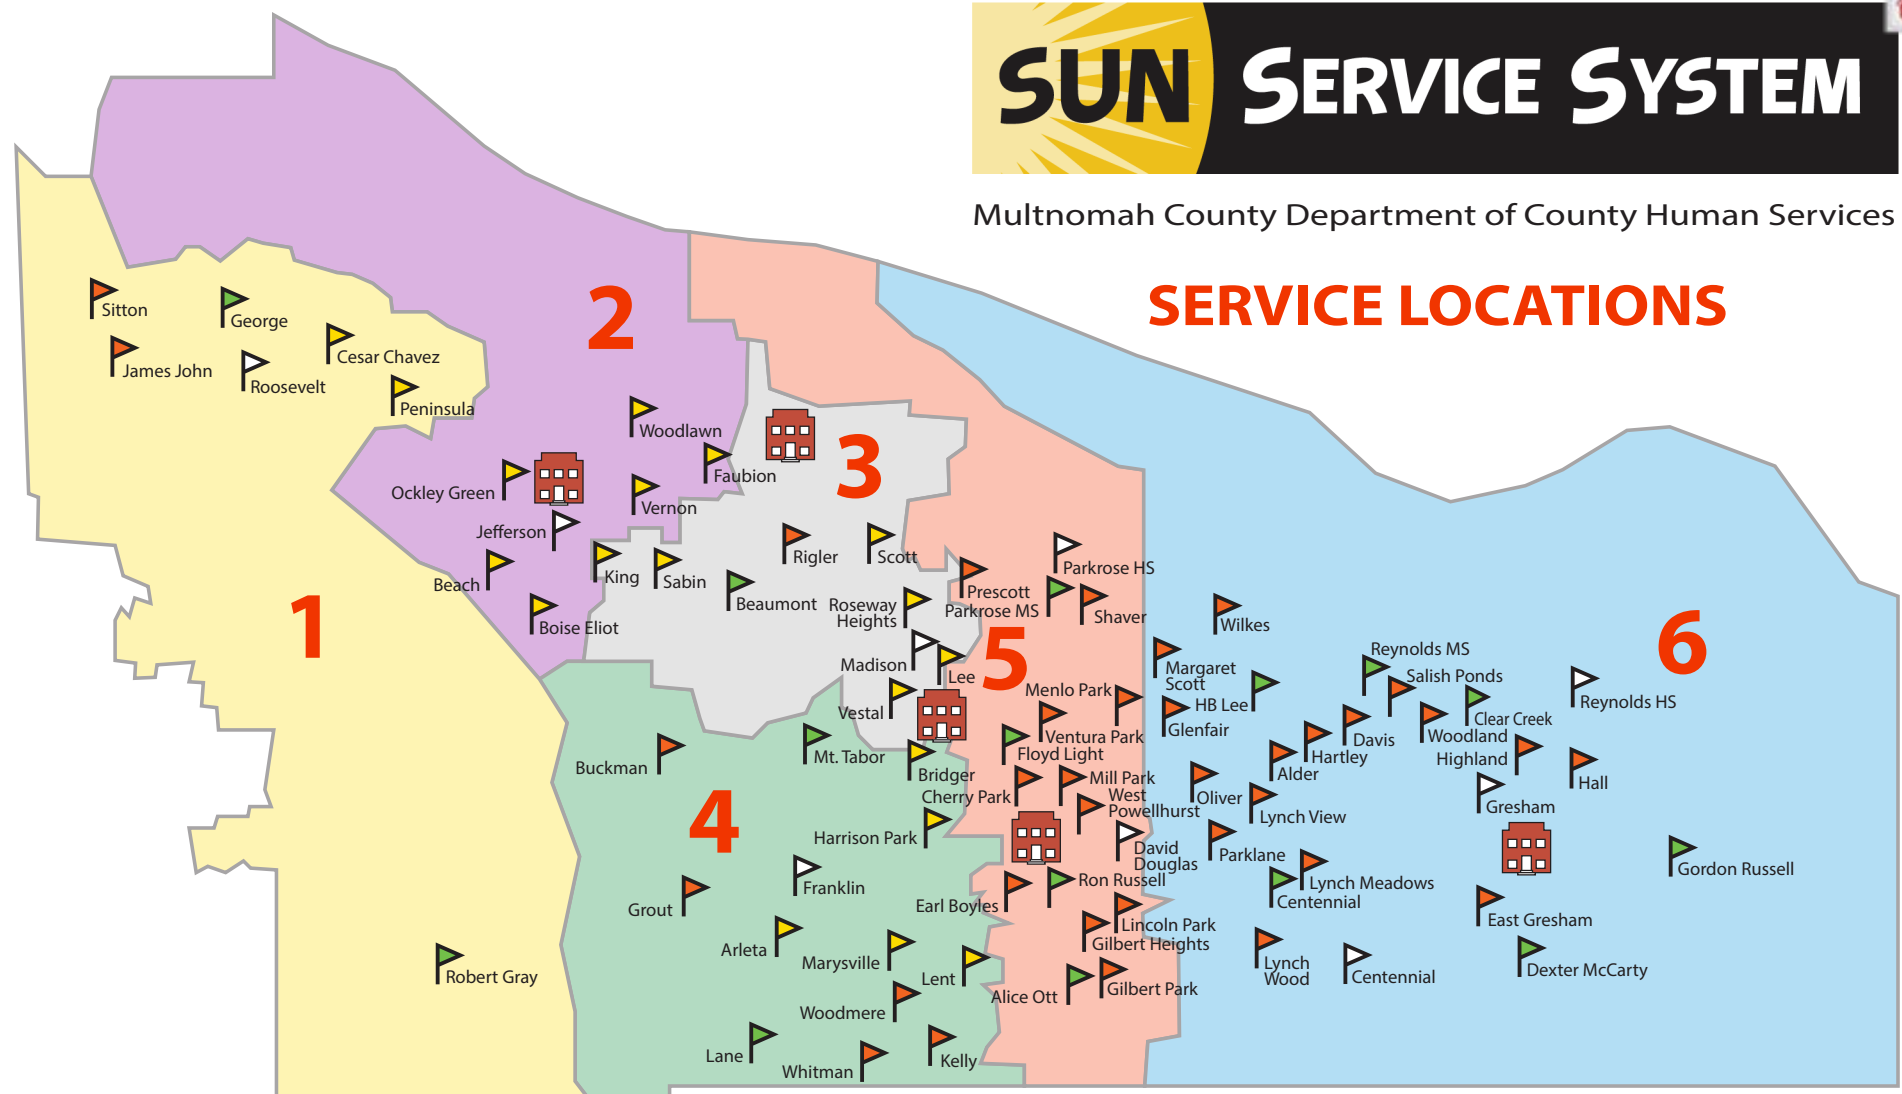 SUN SERVICE SYSTEM
Multnomah County Department of County Human Services
SERVICE LOCATIONS
1
Sitton
George
Cesar Chavez
James John
Roosevelt
Peninsula
Robert Gray
2
Woodlawn
Faubion
Ockley Green
Vernon
Jefferson
Beach
Boise Eliot
3
King
Sabin
Rigler
Scott
Beaumont
Roseway
Heights
Madison
Lee
Vestal
4
Buckman
Mt. Tabor
Bridger
Harrison Park
Franklin
Grout
Arleta
Marysville
Lent
Woodmere
Lane
Whitman
Kelly
5
Parkrose HS
Prescott
Parkrose MS
Shaver
Menlo Park
Ventura Park
Floyd Light
Cherry Park
Mill Park
West
Powellhurst
David
Douglas
Ron Russell
Earl Boyles
Lincoln Park
Gilbert Heights
Alice Ott
Gilbert Park
6
Wilkes
Margaret
Scott
Reynolds MS
Salish Ponds
HB Lee
Reynolds HS
Glenfair
Clear Creek
Woodland
Davis
Hartley
Highland
Alder
Hall
Oliver
Gresham
Lynch View
Parklane
Gordon Russell
Lynch Meadows
Centennial
East Gresham
Lynch
Wood
Centennial
Dexter McCarty